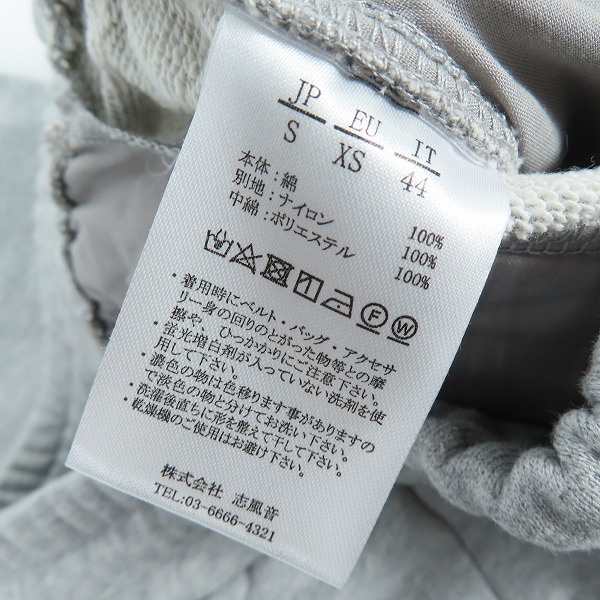 JP EU IT
S XS 44
本体：綿 100%
別地：ナイロン 100%
中綿：ポリエステル 100%
・着用時にベルト・バッグ・アクセサ
リー身の回りのとがった物等との摩
擦や、ひっかかりにご注意下さい。
・蛍光増白剤が入っていない洗剤を使
用して下さい。
・濃色の物は色移りす事がありますの
で淡色の物と分けてお洗い下さい。
・洗濯後直ちに形を整えて干して下さい。
・乾燥機のご使用はお避け下さい。
株式会社 志風音
TEL:03-6666-4321